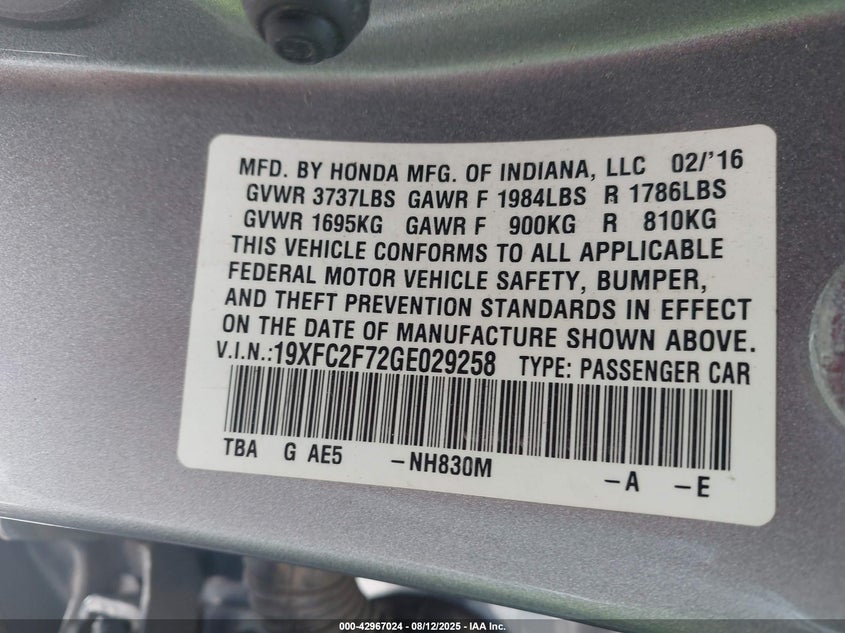 MFD. BY HONDA MFG. OF INDIANA, LLC 02/'16
GVWR 3737LBS GAWR F 1984LBS R 1786LBS
GVWR 1695KG GAWR F 900KG R 810KG
THIS VEHICLE CONFORMS TO ALL APPLICABLE
FEDERAL MOTOR VEHICLE SAFETY, BUMPER,
AND THEFT PREVENTION STANDARDS IN EFFECT
ON THE DATE OF MANUFACTURE SHOWN ABOVE.
V.I.N.:19XFC2F72GE029258 TYPE: PASSENGER CAR
TBA G AE5 -NH830M -A -E
000-42967024 - 08/12/2025 - IAA Inc.